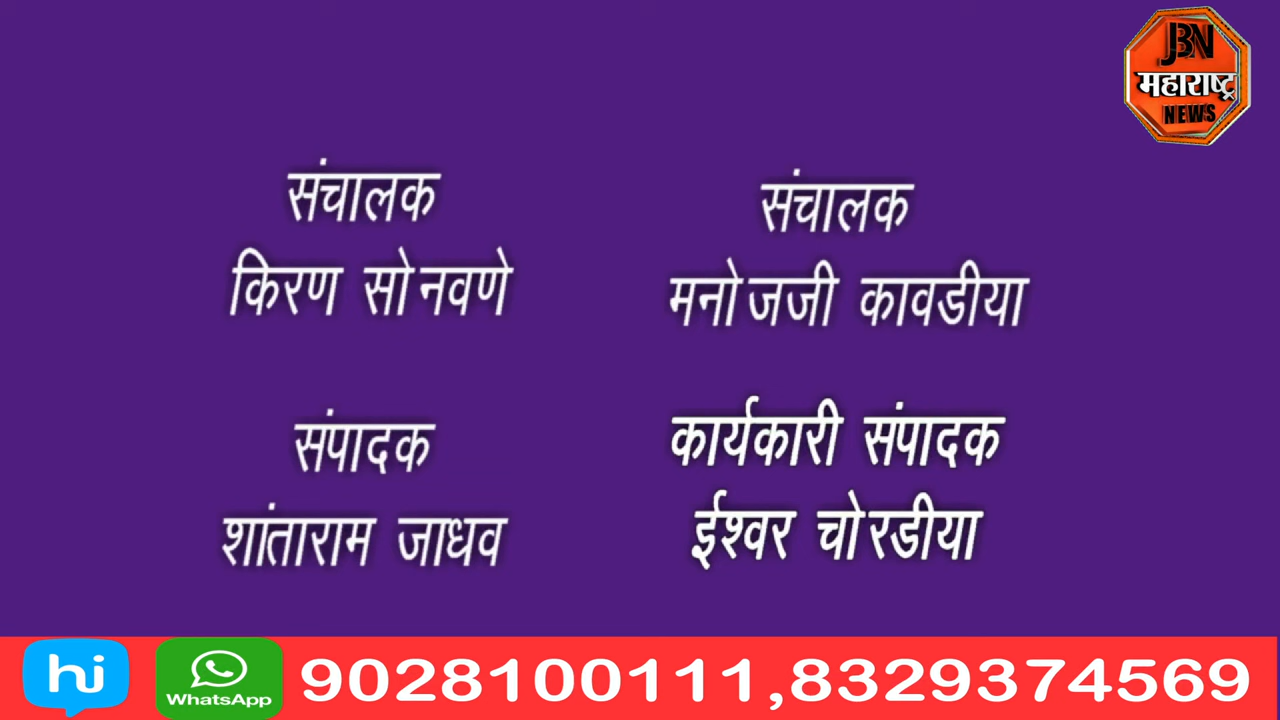 JBN
महाराष्ट्र
NEWS
संचालक
किरण सोनवणे
संचालक
मनोजजी कावडीया
संपादक
शांताराम जाधव
कार्यकारी संपादक
ईश्वर चोरडीया
hi
WhatsApp
9028100111,8329374569